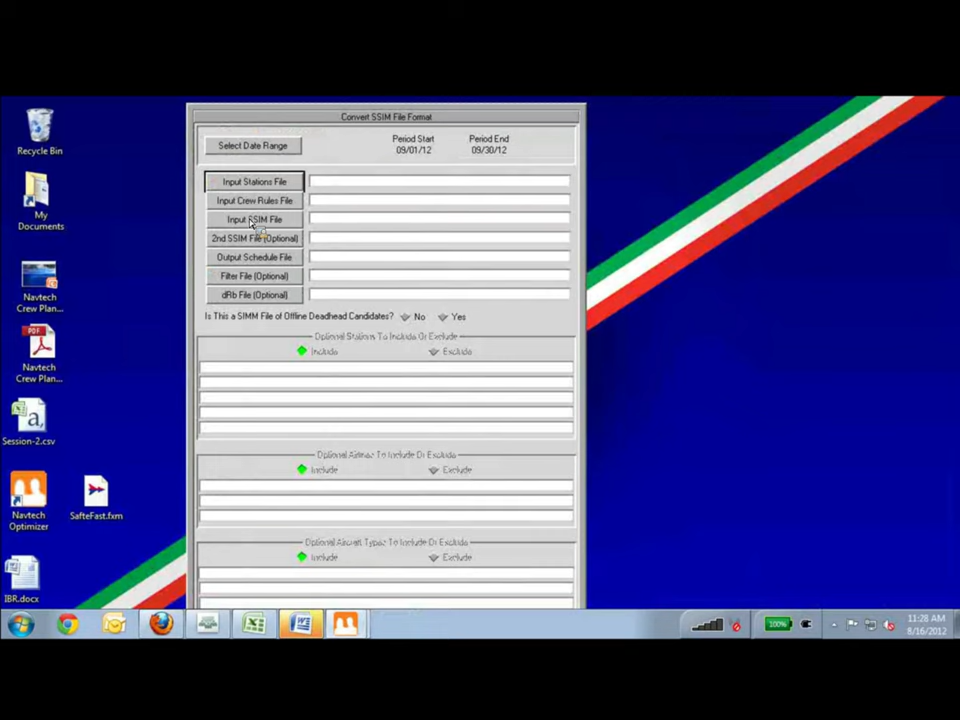 Convert SSIM File Format
Select Date Range
Period Start
09/01/12
Period End
09/30/12
Input Stations File
Input Crew Rules File
Input SSIM File
2nd SSIM File (Optional)
Output Schedule File
Filter File (Optional)
dRb File (Optional)
Is This a SIMM File of Offline Deadhead Candidates?
No
Yes
Optional Stations To Include Or Exclude
Include
Exclude
Optional Airlines To Include Or Exclude
Include
Exclude
Optional Aircraft Types To Include Or Exclude
Include
Exclude
Recycle Bin
My
Documents
Navtech
Crew Plan...
Navtech
Crew Plan...
Session-2.csv
Navtech
Optimizer
SafteFast.fxm
IBR.docx
100%
11:28 AM
8/16/2012